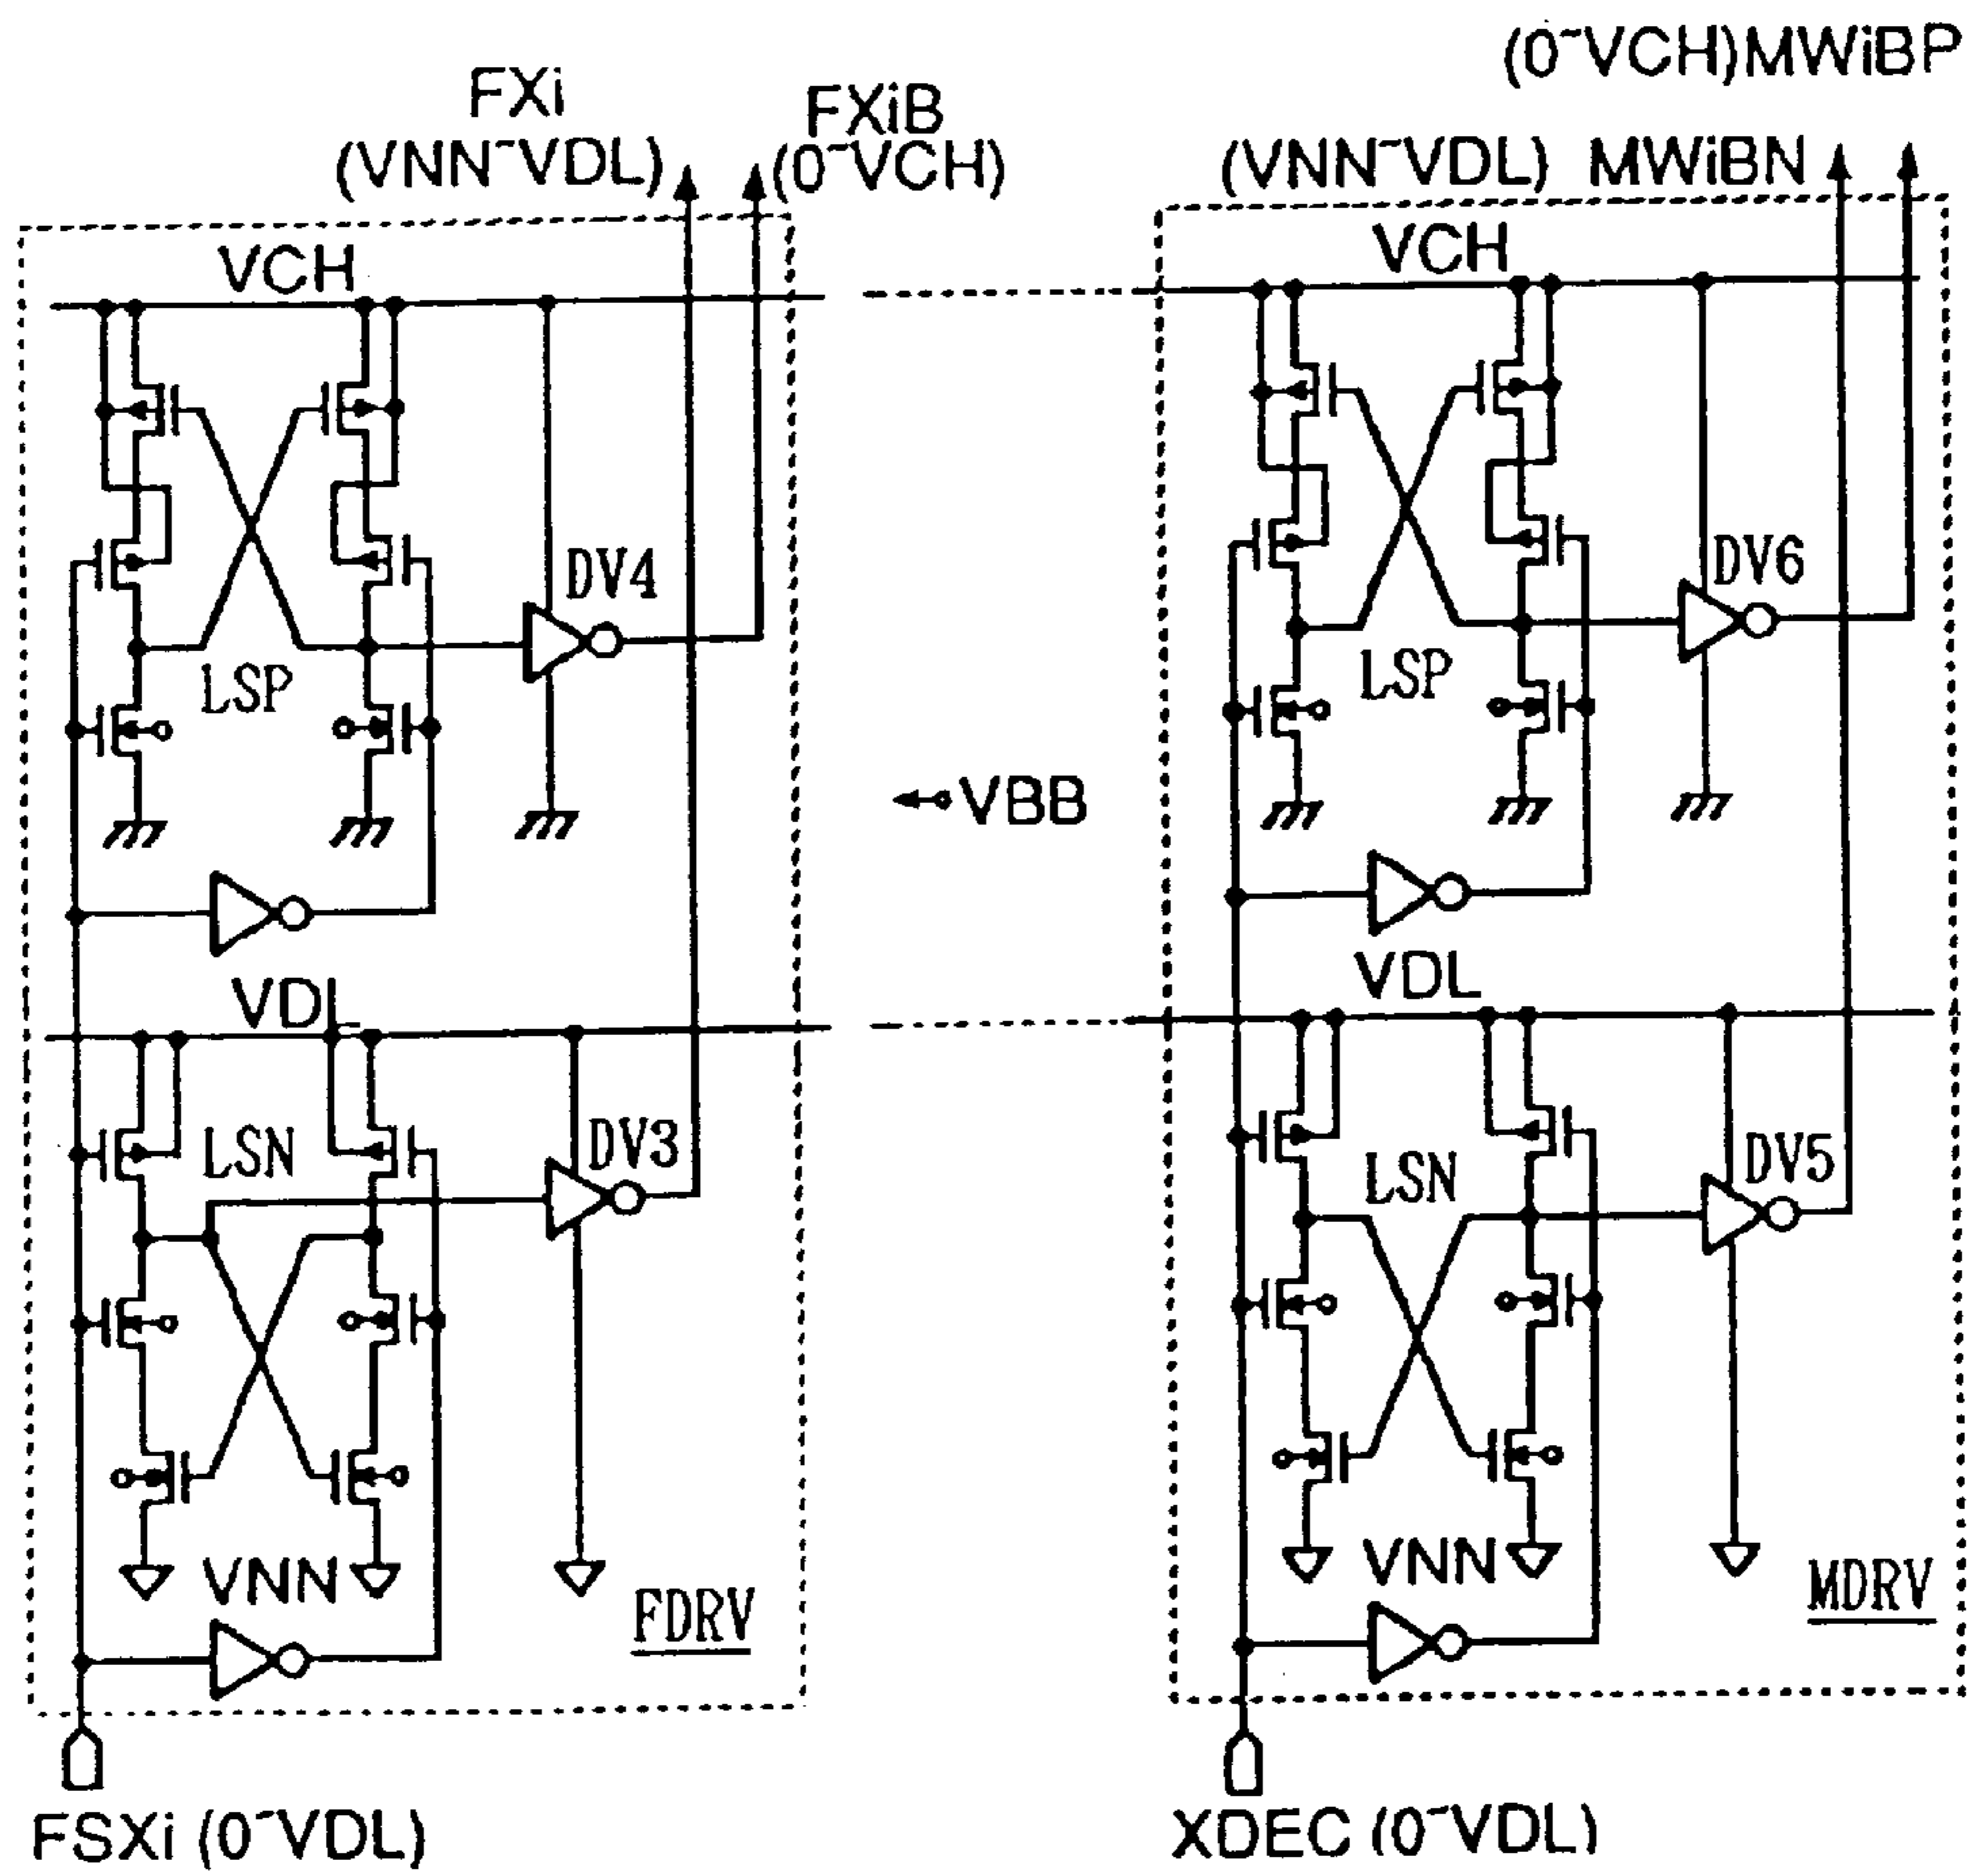 (0~VCH)MWiBP
FXi
FXiB
(VNN~VDL)
(0~VCH)
(VNN~VDL) MWiBN
VCH
VCH
DV4
DV6
LSP
LSP
VBB
VDL
VDL
LSN
DV3
LSN
DV5
VNN
VNN
FDRV
MDRV
FSXi (0~VDL)
XDEC (0~VDL)